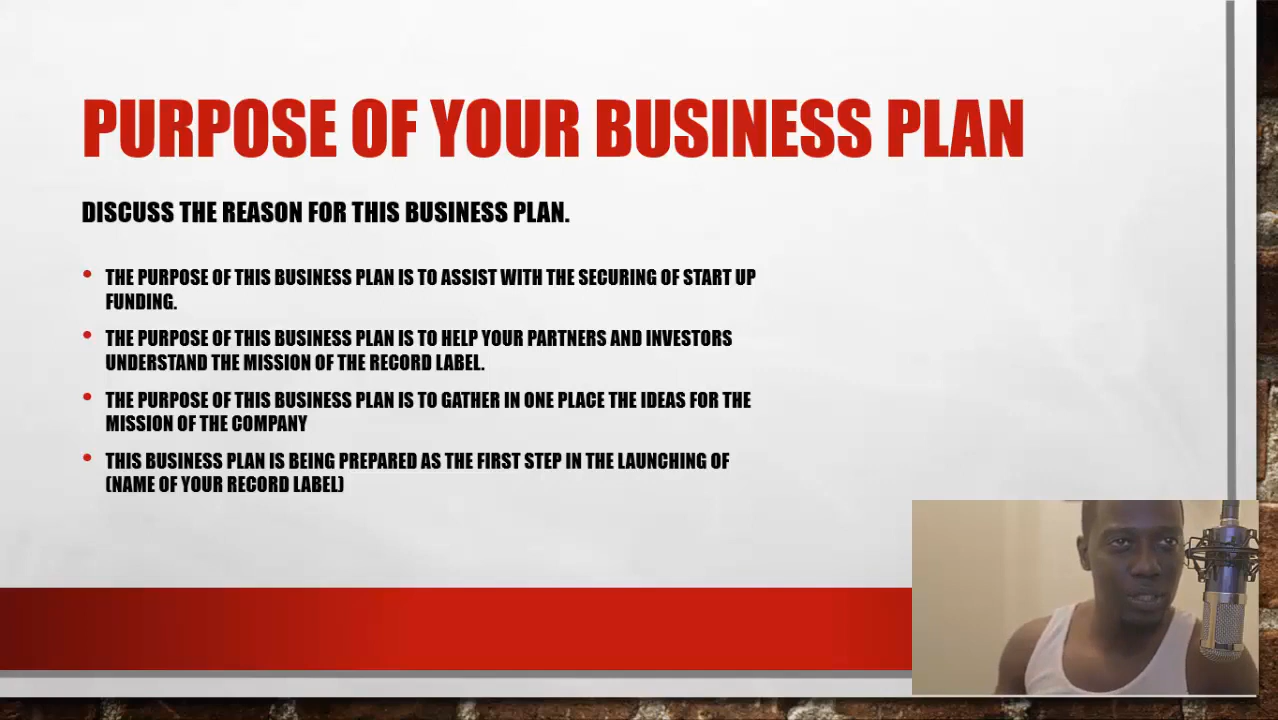 PURPOSE OF YOUR BUSINESS PLAN
DISCUSS THE REASON FOR THIS BUSINESS PLAN.
• THE PURPOSE OF THIS BUSINESS PLAN IS TO ASSIST WITH THE SECURING OF START UP
FUNDING.
• THE PURPOSE OF THIS BUSINESS PLAN IS TO HELP YOUR PARTNERS AND INVESTORS
UNDERSTAND THE MISSION OF THE RECORD LABEL.
• THE PURPOSE OF THIS BUSINESS PLAN IS TO GATHER IN ONE PLACE THE IDEAS FOR THE
MISSION OF THE COMPANY
• THIS BUSINESS PLAN IS BEING PREPARED AS THE FIRST STEP IN THE LAUNCHING OF
(NAME OF YOUR RECORD LABEL)